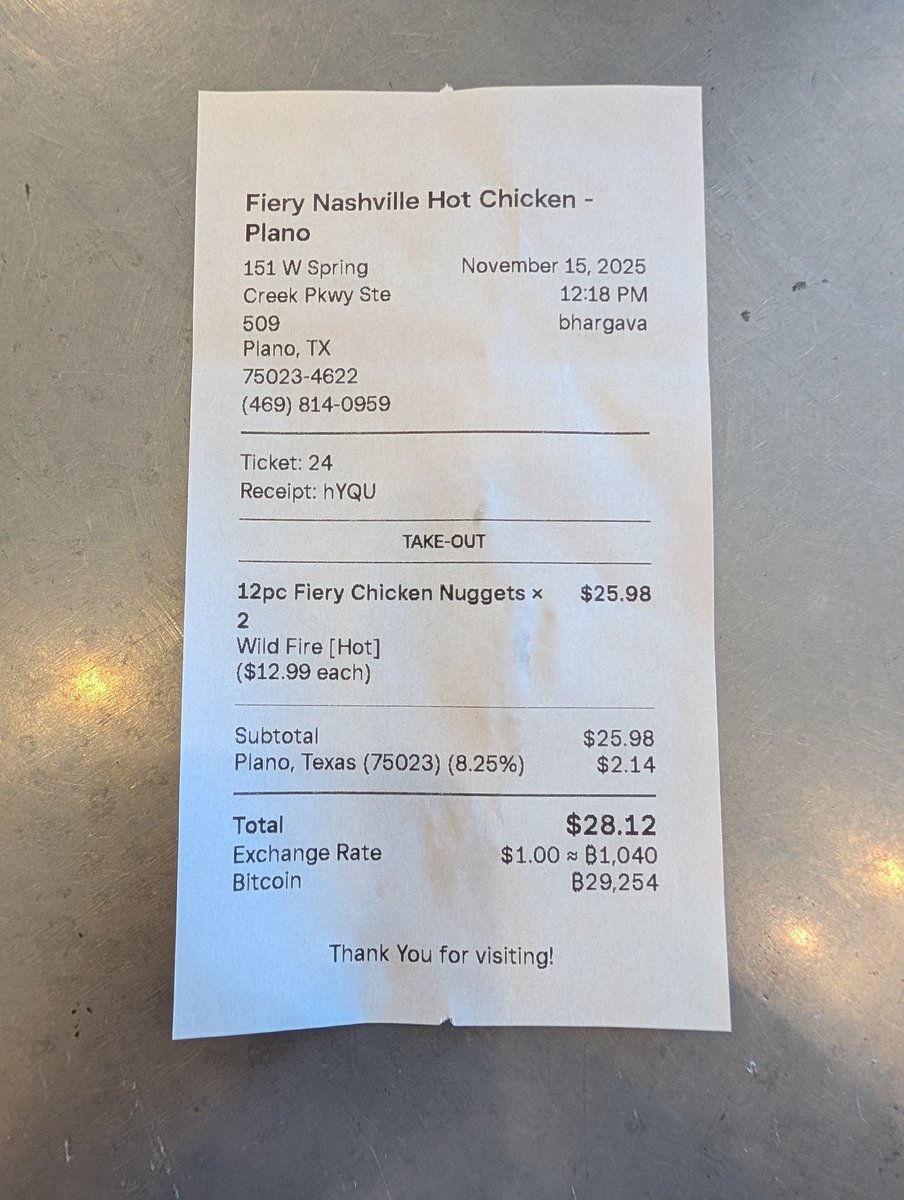 Fiery Nashville Hot Chicken -
Plano
151 W Spring
Creek Pkwy Ste
509
Plano, TX
75023-4622
(469) 814-0959
November 15, 2025
12:18 PM
bhargava
Ticket: 24
Receipt: hYQU
TAKE-OUT
12pc Fiery Chicken Nuggets × $25.98
2
Wild Fire [Hot]
($12.99 each)
Subtotal $25.98
Plano, Texas (75023) (8.25%) $2.14
Total $28.12
Exchange Rate $1.00 ≈ ₿1,040
Bitcoin ₿29,254
Thank You for visiting!